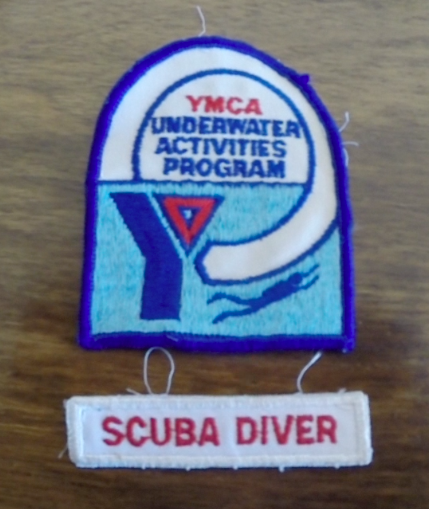 YMCA
UNDERWATER
ACTIVITIES
PROGRAM
SCUBA DIVER